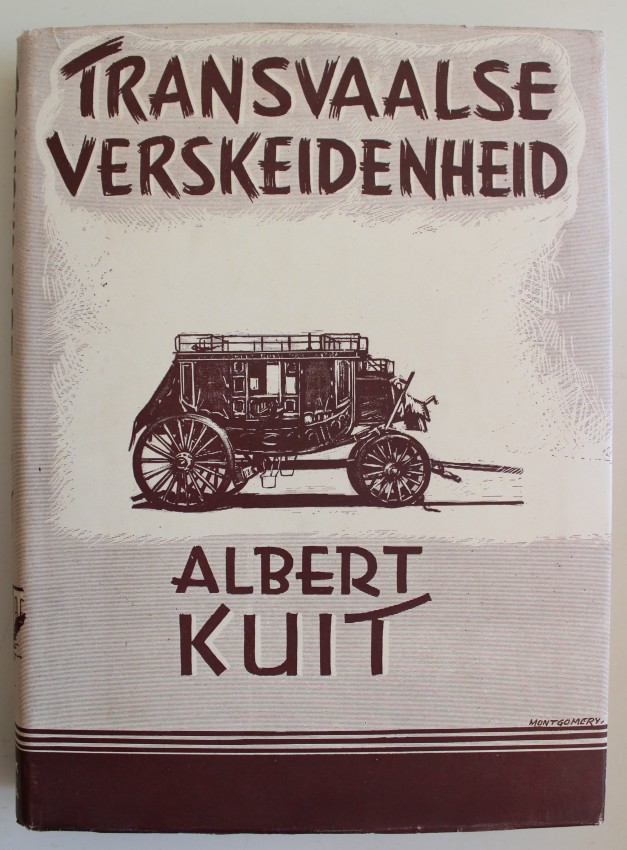 TRANSVAALSE
VERSKEIDENHEID
ALBERT
KUIT
MONTGOMERY.